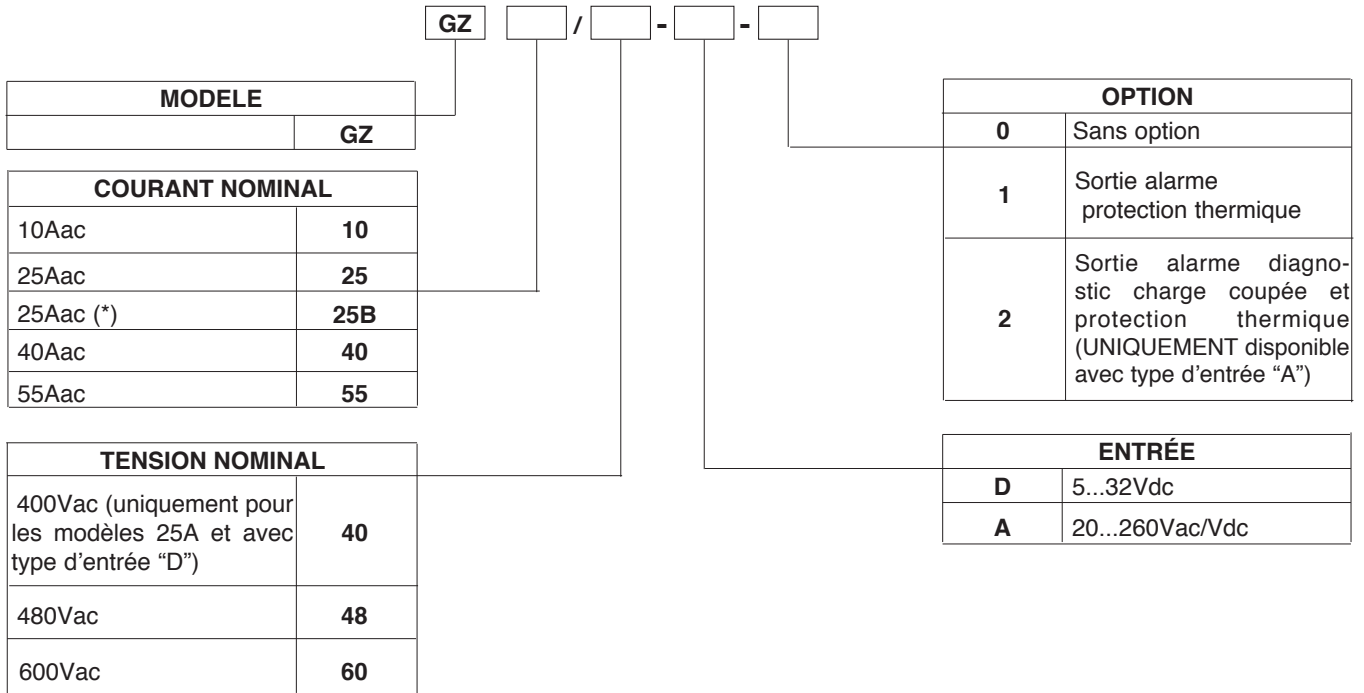 GZ / - -
MODELE
GZ
COURANT NOMINAL
10Aac 10
25Aac 25
25Aac (*) 25B
40Aac 40
55Aac 55
TENSION NOMINAL
400Vac (uniquement pour
les modèles 25A et avec
type d'entrée “D”)
40
480Vac 48
600Vac 60
OPTION
0 Sans option
1
Sortie alarme
protection thermique
2
Sortie alarme diagno-
stic charge coupée et
protection thermique
(UNIQUEMENT disponible
avec type d'entrée “A”)
ENTRÉE
D 5...32Vdc
A 20...260Vac/Vdc